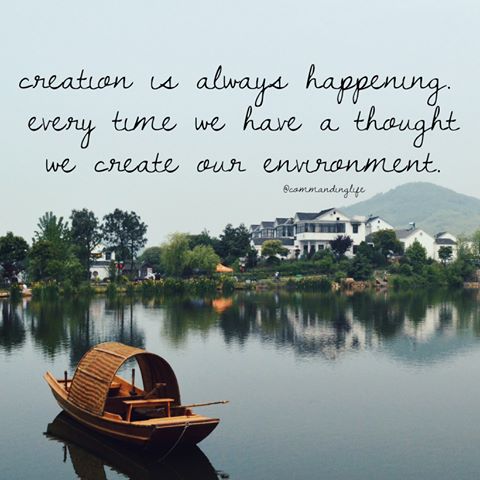 creation is always happening.
every time we have a thought
we create our environment.
@commandinglife